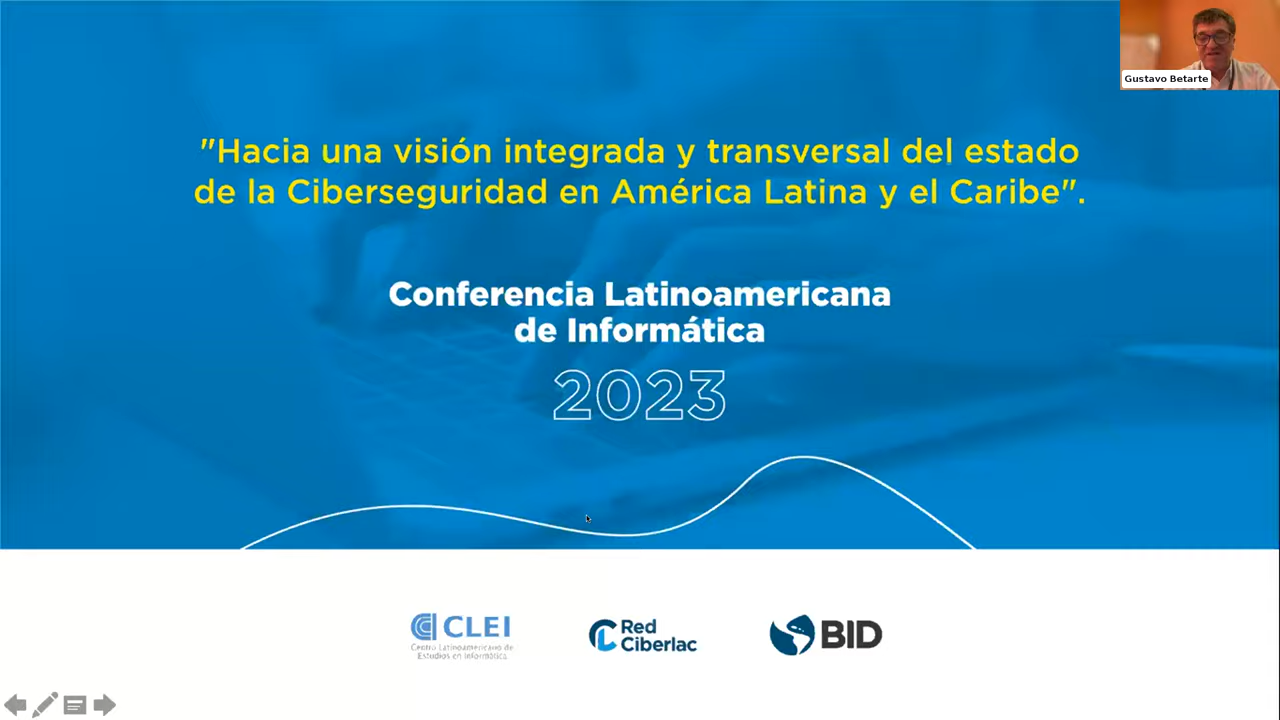 Gustavo Betarte
"Hacia una visión integrada y transversal del estado
de la Ciberseguridad en América Latina y el Caribe".
Conferencia Latinoamericana
de Informática
2023
CLEI
Centro Latinoamericano de
Estudios en Informática
Red
Ciberlac
BID